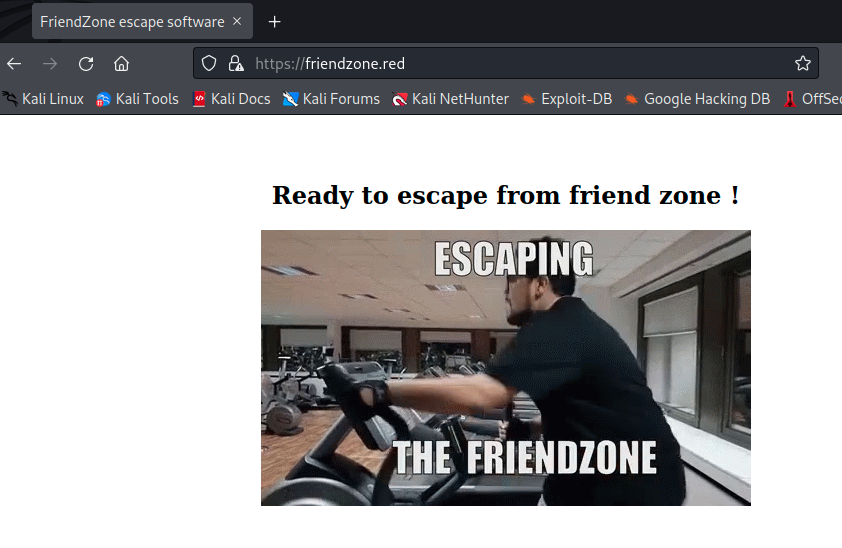 FriendZone escape software
https://friendzone.red
Kali Linux Kali Tools Kali Docs Kali Forums Kali NetHunter Exploit-DB Google Hacking DB OffSec
Ready to escape from friend zone !
ESCAPING
THE FRIENDZONE